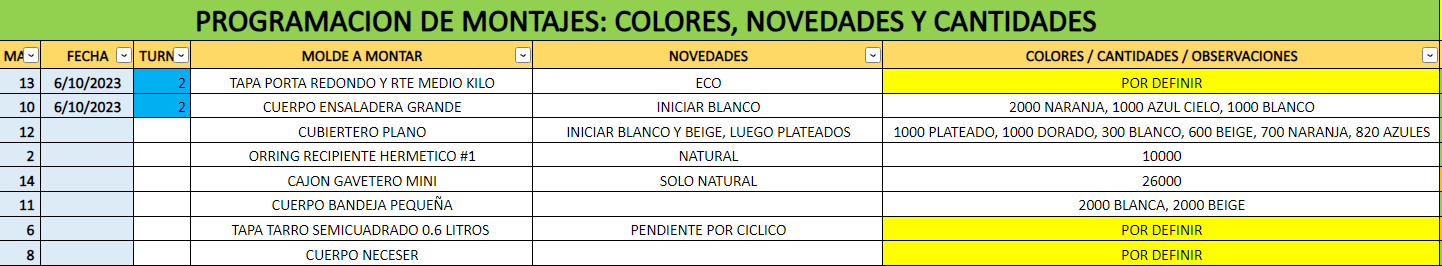 PROGRAMACION DE MONTAJES: COLORES, NOVEDADES Y CANTIDADES
MA FECHA TURN MOLDE A MONTAR NOVEDADES COLORES / CANTIDADES / OBSERVACIONES
13 6/10/2023 2 TAPA PORTA REDONDO Y RTE MEDIO KILO ECO POR DEFINIR
10 6/10/2023 2 CUERPO ENSALADERA GRANDE INICIAR BLANCO 2000 NARANJA, 1000 AZUL CIELO, 1000 BLANCO
12 CUBIERTERO PLANO INICIAR BLANCO Y BEIGE, LUEGO PLATEADOS 1000 PLATEADO, 1000 DORADO, 300 BLANCO, 600 BEIGE, 700 NARANJA, 820 AZULES
2 ORRING RECIPIENTE HERMETICO #1 NATURAL 10000
14 CAJON GAVETERO MINI SOLO NATURAL 26000
11 CUERPO BANDEJA PEQUEÑA 2000 BLANCA, 2000 BEIGE
6 TAPA TARRO SEMICUADRADO 0.6 LITROS PENDIENTE POR CICLICO POR DEFINIR
8 CUERPO NECESER POR DEFINIR